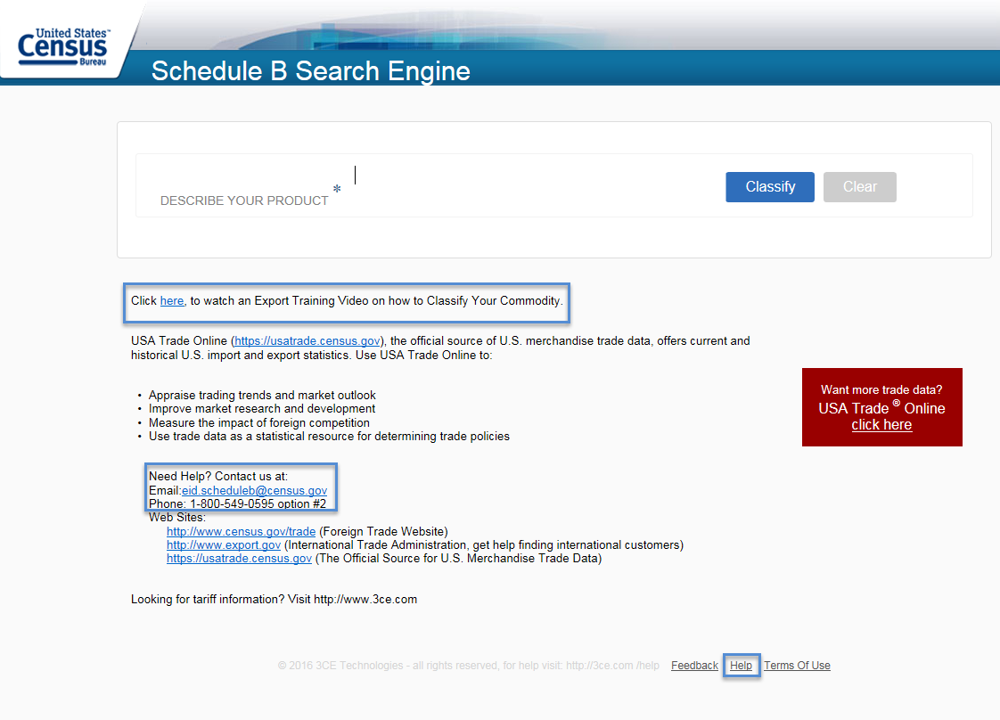 United States™
Census
Bureau
Schedule B Search Engine
DESCRIBE YOUR PRODUCT *
Classify
Clear
Click here, to watch an Export Training Video on how to Classify Your Commodity.
USA Trade Online (https://usatrade.census.gov), the official source of U.S. merchandise trade data, offers current and
historical U.S. import and export statistics. Use USA Trade Online to:
• Appraise trading trends and market outlook
• Improve market research and development
• Measure the impact of foreign competition
• Use trade data as a statistical resource for determining trade policies
Want more trade data?
USA Trade ® Online
click here
Need Help? Contact us at:
Email:eid.scheduleb@census.gov
Phone: 1-800-549-0595 option #2
Web Sites:
http://www.census.gov/trade (Foreign Trade Website)
http://www.export.gov (International Trade Administration, get help finding international customers)
https://usatrade.census.gov (The Official Source for U.S. Merchandise Trade Data)
Looking for tariff information? Visit http://www.3ce.com
© 2016 3CE Technologies - all rights reserved, for help visit: http://3ce.com /help Feedback Help Terms Of Use